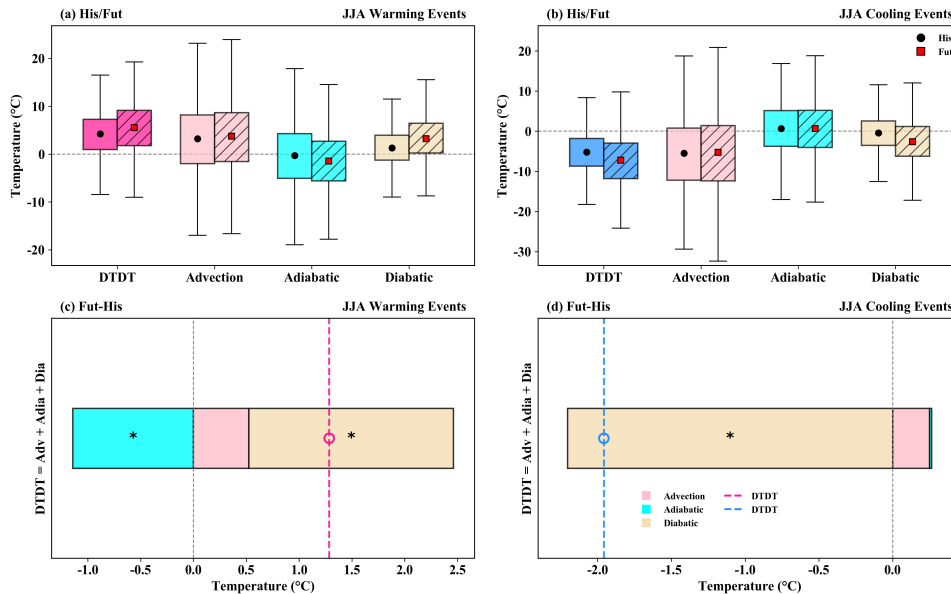 (a) His/Fut JJA Warming Events
Temperature (°C)
20
10
0
-10
-20
DTDT Advection Adiabatic Diabatic
(b) His/Fut JJA Cooling Events
His
Fut
Temperature (°C)
20
10
0
-10
-20
-30
DTDT Advection Adiabatic Diabatic
(c) Fut-His JJA Warming Events
DTDT = Adv + Adia + Dia
* *
-1.0 -0.5 0.0 0.5 1.0 1.5 2.0 2.5
Temperature (°C)
(d) Fut-His JJA Cooling Events
DTDT = Adv + Adia + Dia
*
Advection DTDT
Adiabatic DTDT
Diabatic
-2.0 -1.5 -1.0 -0.5 0.0
Temperature (°C)